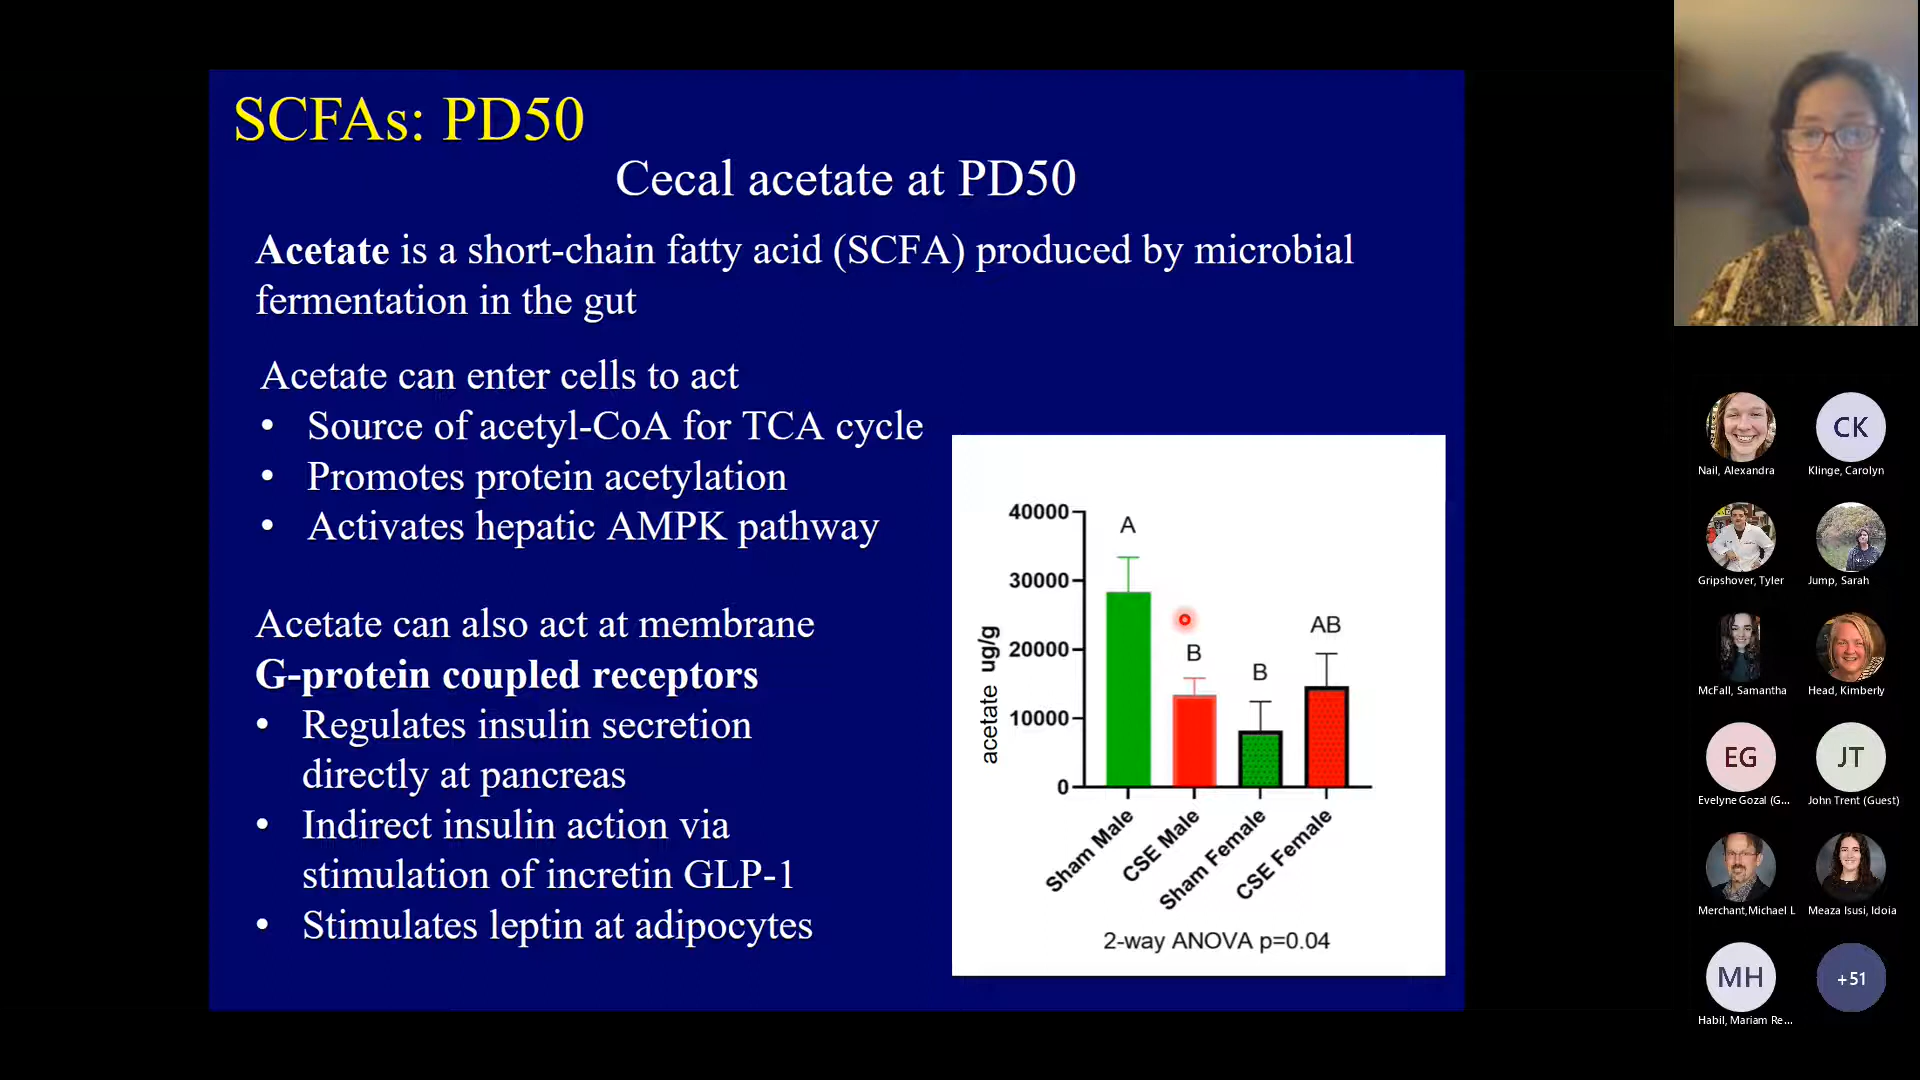 SCFAs: PD50
Cecal acetate at PD50
Acetate is a short-chain fatty acid (SCFA) produced by microbial
fermentation in the gut
Acetate can enter cells to act
• Source of acetyl-CoA for TCA cycle
• Promotes protein acetylation
• Activates hepatic AMPK pathway
Acetate can also act at membrane
G-protein coupled receptors
• Regulates insulin secretion
directly at pancreas
• Indirect insulin action via
stimulation of incretin GLP-1
• Stimulates leptin at adipocytes
40000
30000
20000
10000
0
acetate ug/g
A
B
B
AB
Sham Male
CSE Male
Sham Female
CSE Female
2-way ANOVA p=0.04
Nail, Alexandra
CK
Klinge, Carolyn
Gripshover, Tyler
Jump, Sarah
McFall, Samantha
Head, Kimberly
EG
Evelyne Gozal (G...
JT
John Trent (Guest)
Merchant,Michael L
Meaza Isusi, Idoia
MH
Habil, Mariam Re...
+51